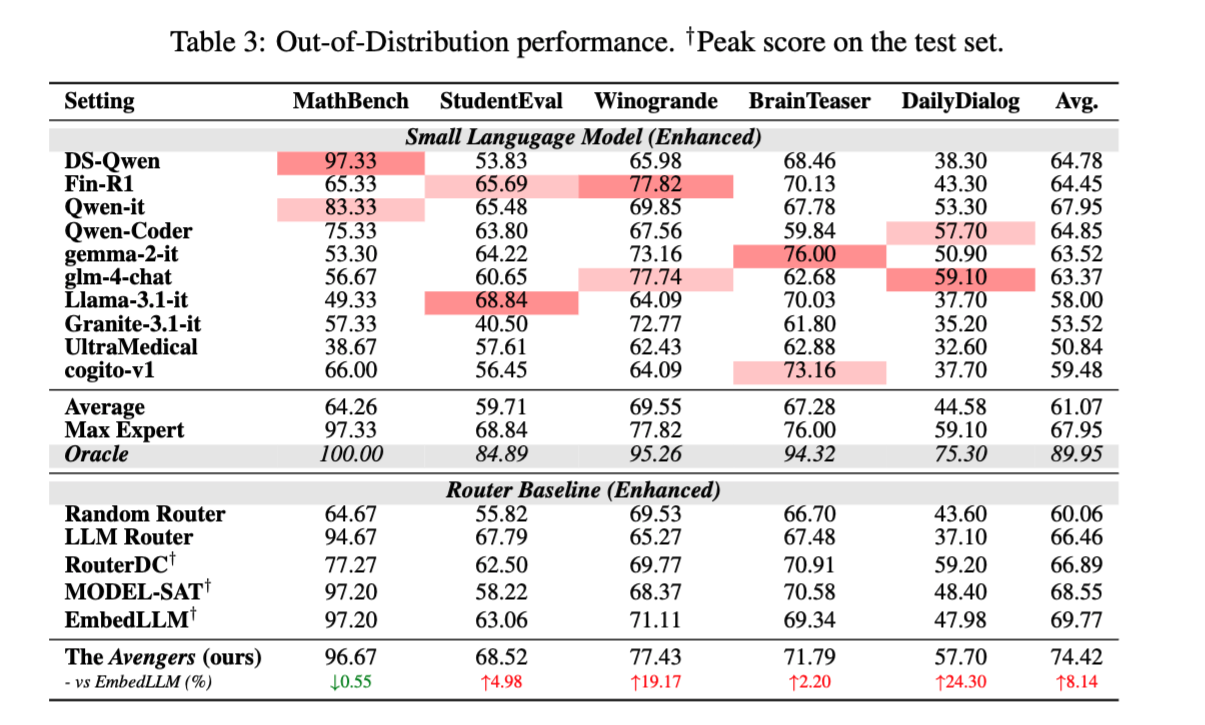 Table 3: Out-of-Distribution performance. †Peak score on the test set.
Setting MathBench StudentEval Winogrande BrainTeaser DailyDialog Avg.
Small Langugage Model (Enhanced)
DS-Qwen 97.33 53.83 65.98 68.46 38.30 64.78
Fin-R1 65.33 65.69 77.82 70.13 43.30 64.45
Qwen-it 83.33 65.48 69.85 67.78 53.30 67.95
Qwen-Coder 75.33 63.80 67.56 59.84 57.70 64.85
gemma-2-it 53.30 64.22 73.16 76.00 50.90 63.52
glm-4-chat 56.67 60.65 77.74 62.68 59.10 63.37
Llama-3.1-it 49.33 68.84 64.09 70.03 37.70 58.00
Granite-3.1-it 57.33 40.50 72.77 61.80 35.20 53.52
UltraMedical 38.67 57.61 62.43 62.88 32.60 50.84
cogito-v1 66.00 56.45 64.09 73.16 37.70 59.48
Average 64.26 59.71 69.55 67.28 44.58 61.07
Max Expert 97.33 68.84 77.82 76.00 59.10 67.95
Oracle 100.00 84.89 95.26 94.32 75.30 89.95
Router Baseline (Enhanced)
Random Router 64.67 55.82 69.53 66.70 43.60 60.06
LLM Router 94.67 67.79 65.27 67.48 37.10 66.46
RouterDC† 77.27 62.50 69.77 70.91 59.20 66.89
MODEL-SAT† 97.20 58.22 68.37 70.58 48.40 68.55
EmbedLLM† 97.20 63.06 71.11 69.34 47.98 69.77
The Avengers (ours) 96.67 68.52 77.43 71.79 57.70 74.42
- vs EmbedLLM (%) ↓0.55 ↑4.98 ↑19.17 ↑2.20 ↑24.30 ↑8.14